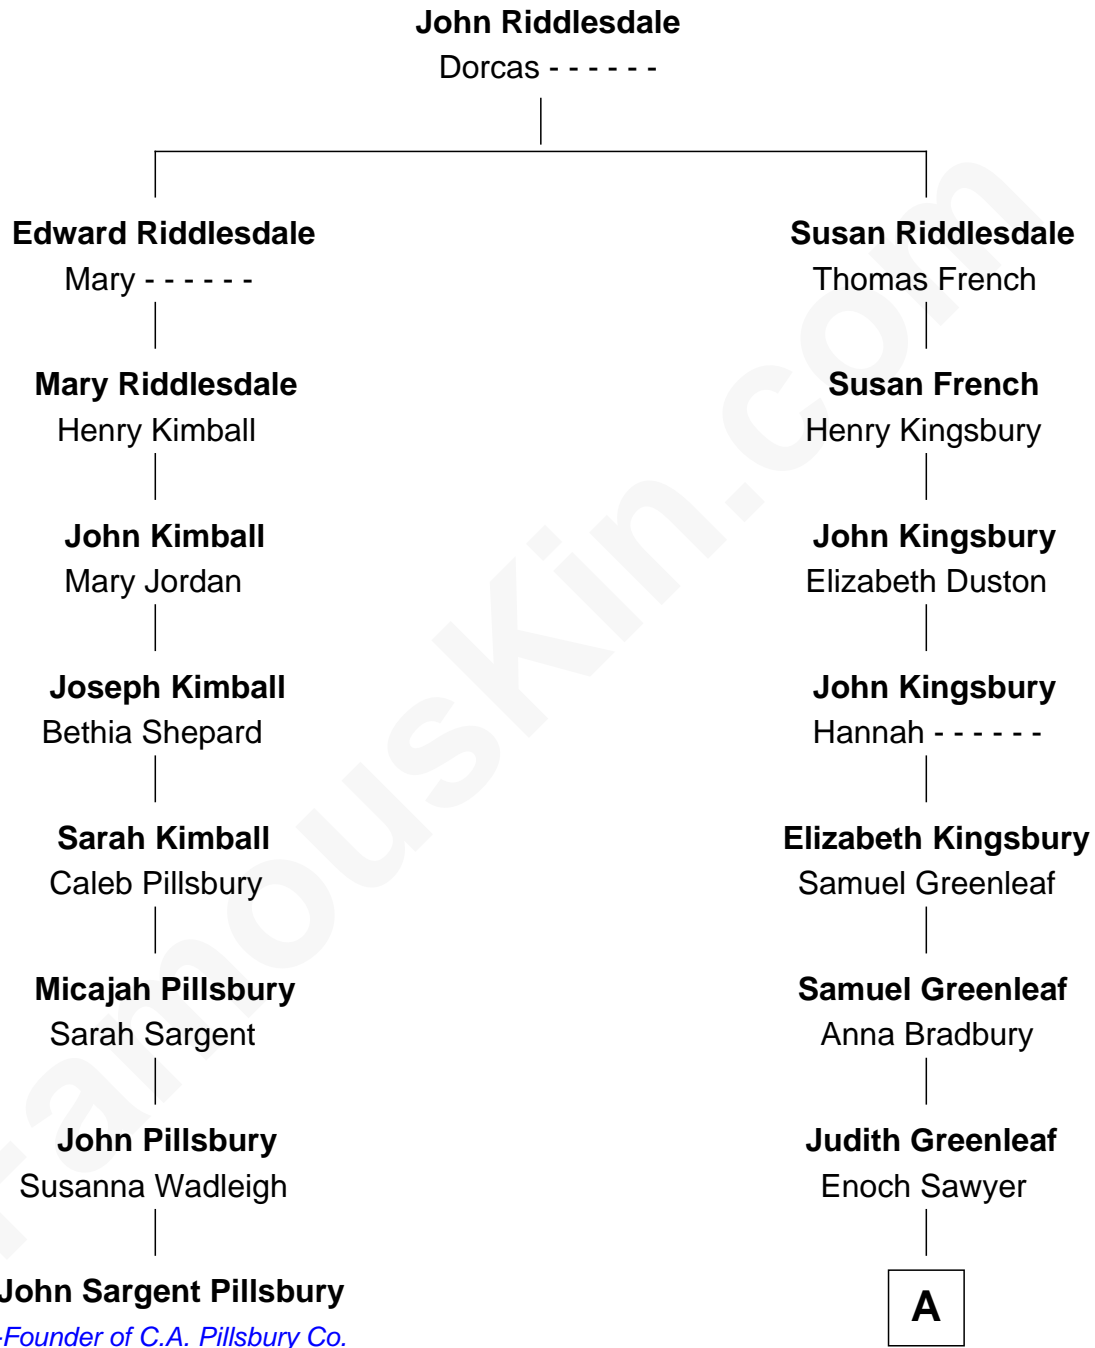 John Riddlesdale
Dorcas - - - - - -
Edward Riddlesdale
Mary - - - - - -
Susan Riddlesdale
Thomas French
Mary Riddlesdale
Henry Kimball
Susan French
Henry Kingsbury
John Kimball
Mary Jordan
John Kingsbury
Elizabeth Duston
Joseph Kimball
Bethia Shepard
John Kingsbury
Hannah - - - - - -
Sarah Kimball
Caleb Pillsbury
Elizabeth Kingsbury
Samuel Greenleaf
Micajah Pillsbury
Sarah Sargent
Samuel Greenleaf
Anna Bradbury
John Pillsbury
Susanna Wadleigh
Judith Greenleaf
Enoch Sawyer
John Sargent Pillsbury
-Founder of C.A. Pillsbury Co.
A
FamousKin.com